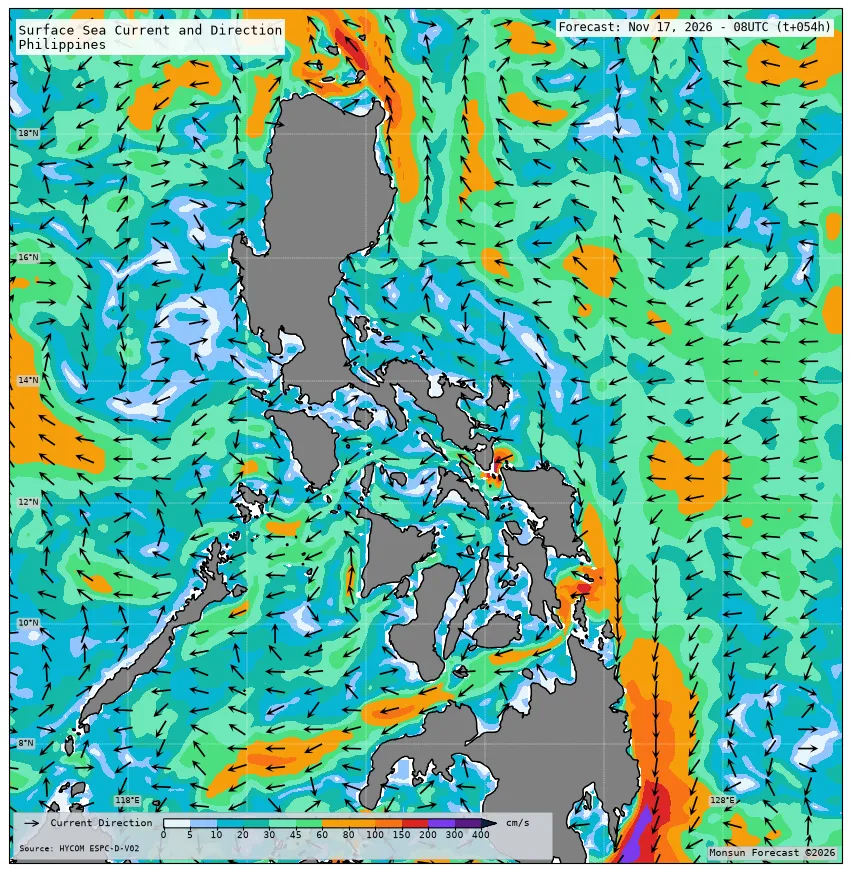 Surface Sea Current and Direction
Philippines
Forecast: Nov 17, 2026 - 08UTC (t+054h)
18°N
16°N
14°N
12°N
10°N
8°N
118°E
128°E
Current Direction
cm/s
0 5 10 20 30 45 60 80 100 150 200 300 400
Source: HYCOM ESPC-D-V02
Monsun Forecast ©2026